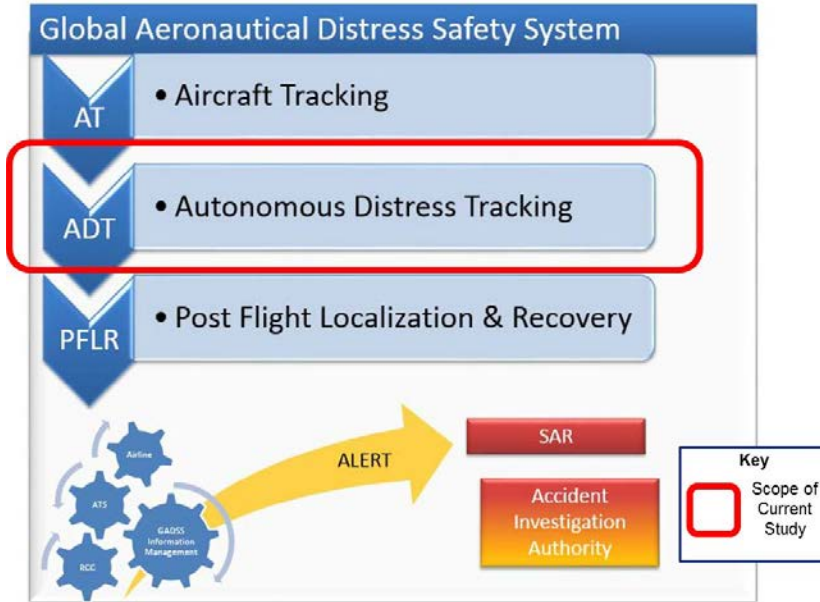 Global Aeronautical Distress Safety System
AT
• Aircraft Tracking
ADT
• Autonomous Distress Tracking
PFLR
• Post Flight Localization & Recovery
Airline
ATS
GADSS
Information
Management
RCC
ALERT
SAR
Accident
Investigation
Authority
Key
Scope of
Current
Study